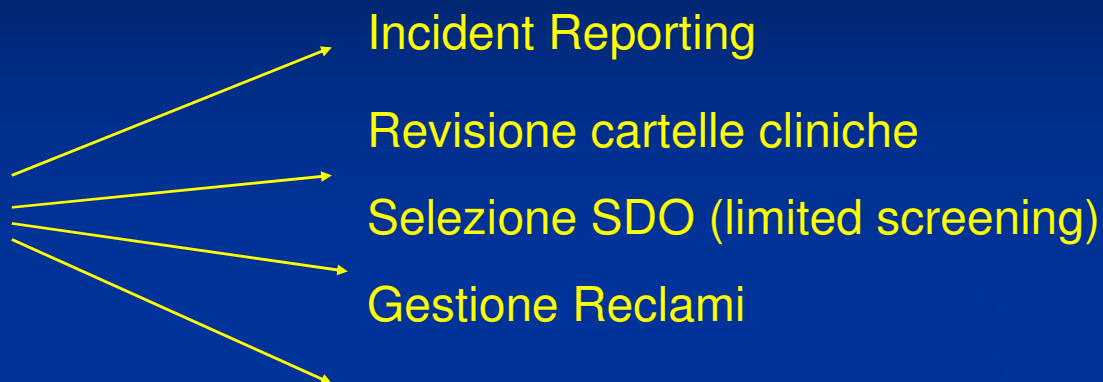 Incident Reporting
Revisione cartelle cliniche
Selezione SDO (limited screening)
Gestione Reclami